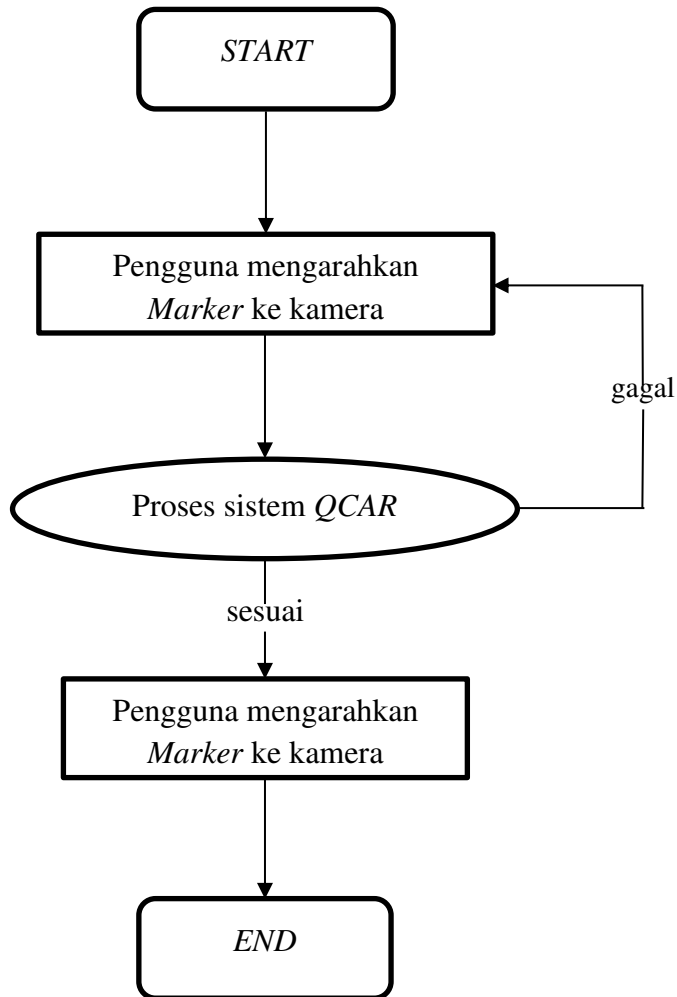 START
Pengguna mengarahkan
Marker ke kamera
gagal
Proses sistem QCAR
sesuai
Pengguna mengarahkan
Marker ke kamera
END